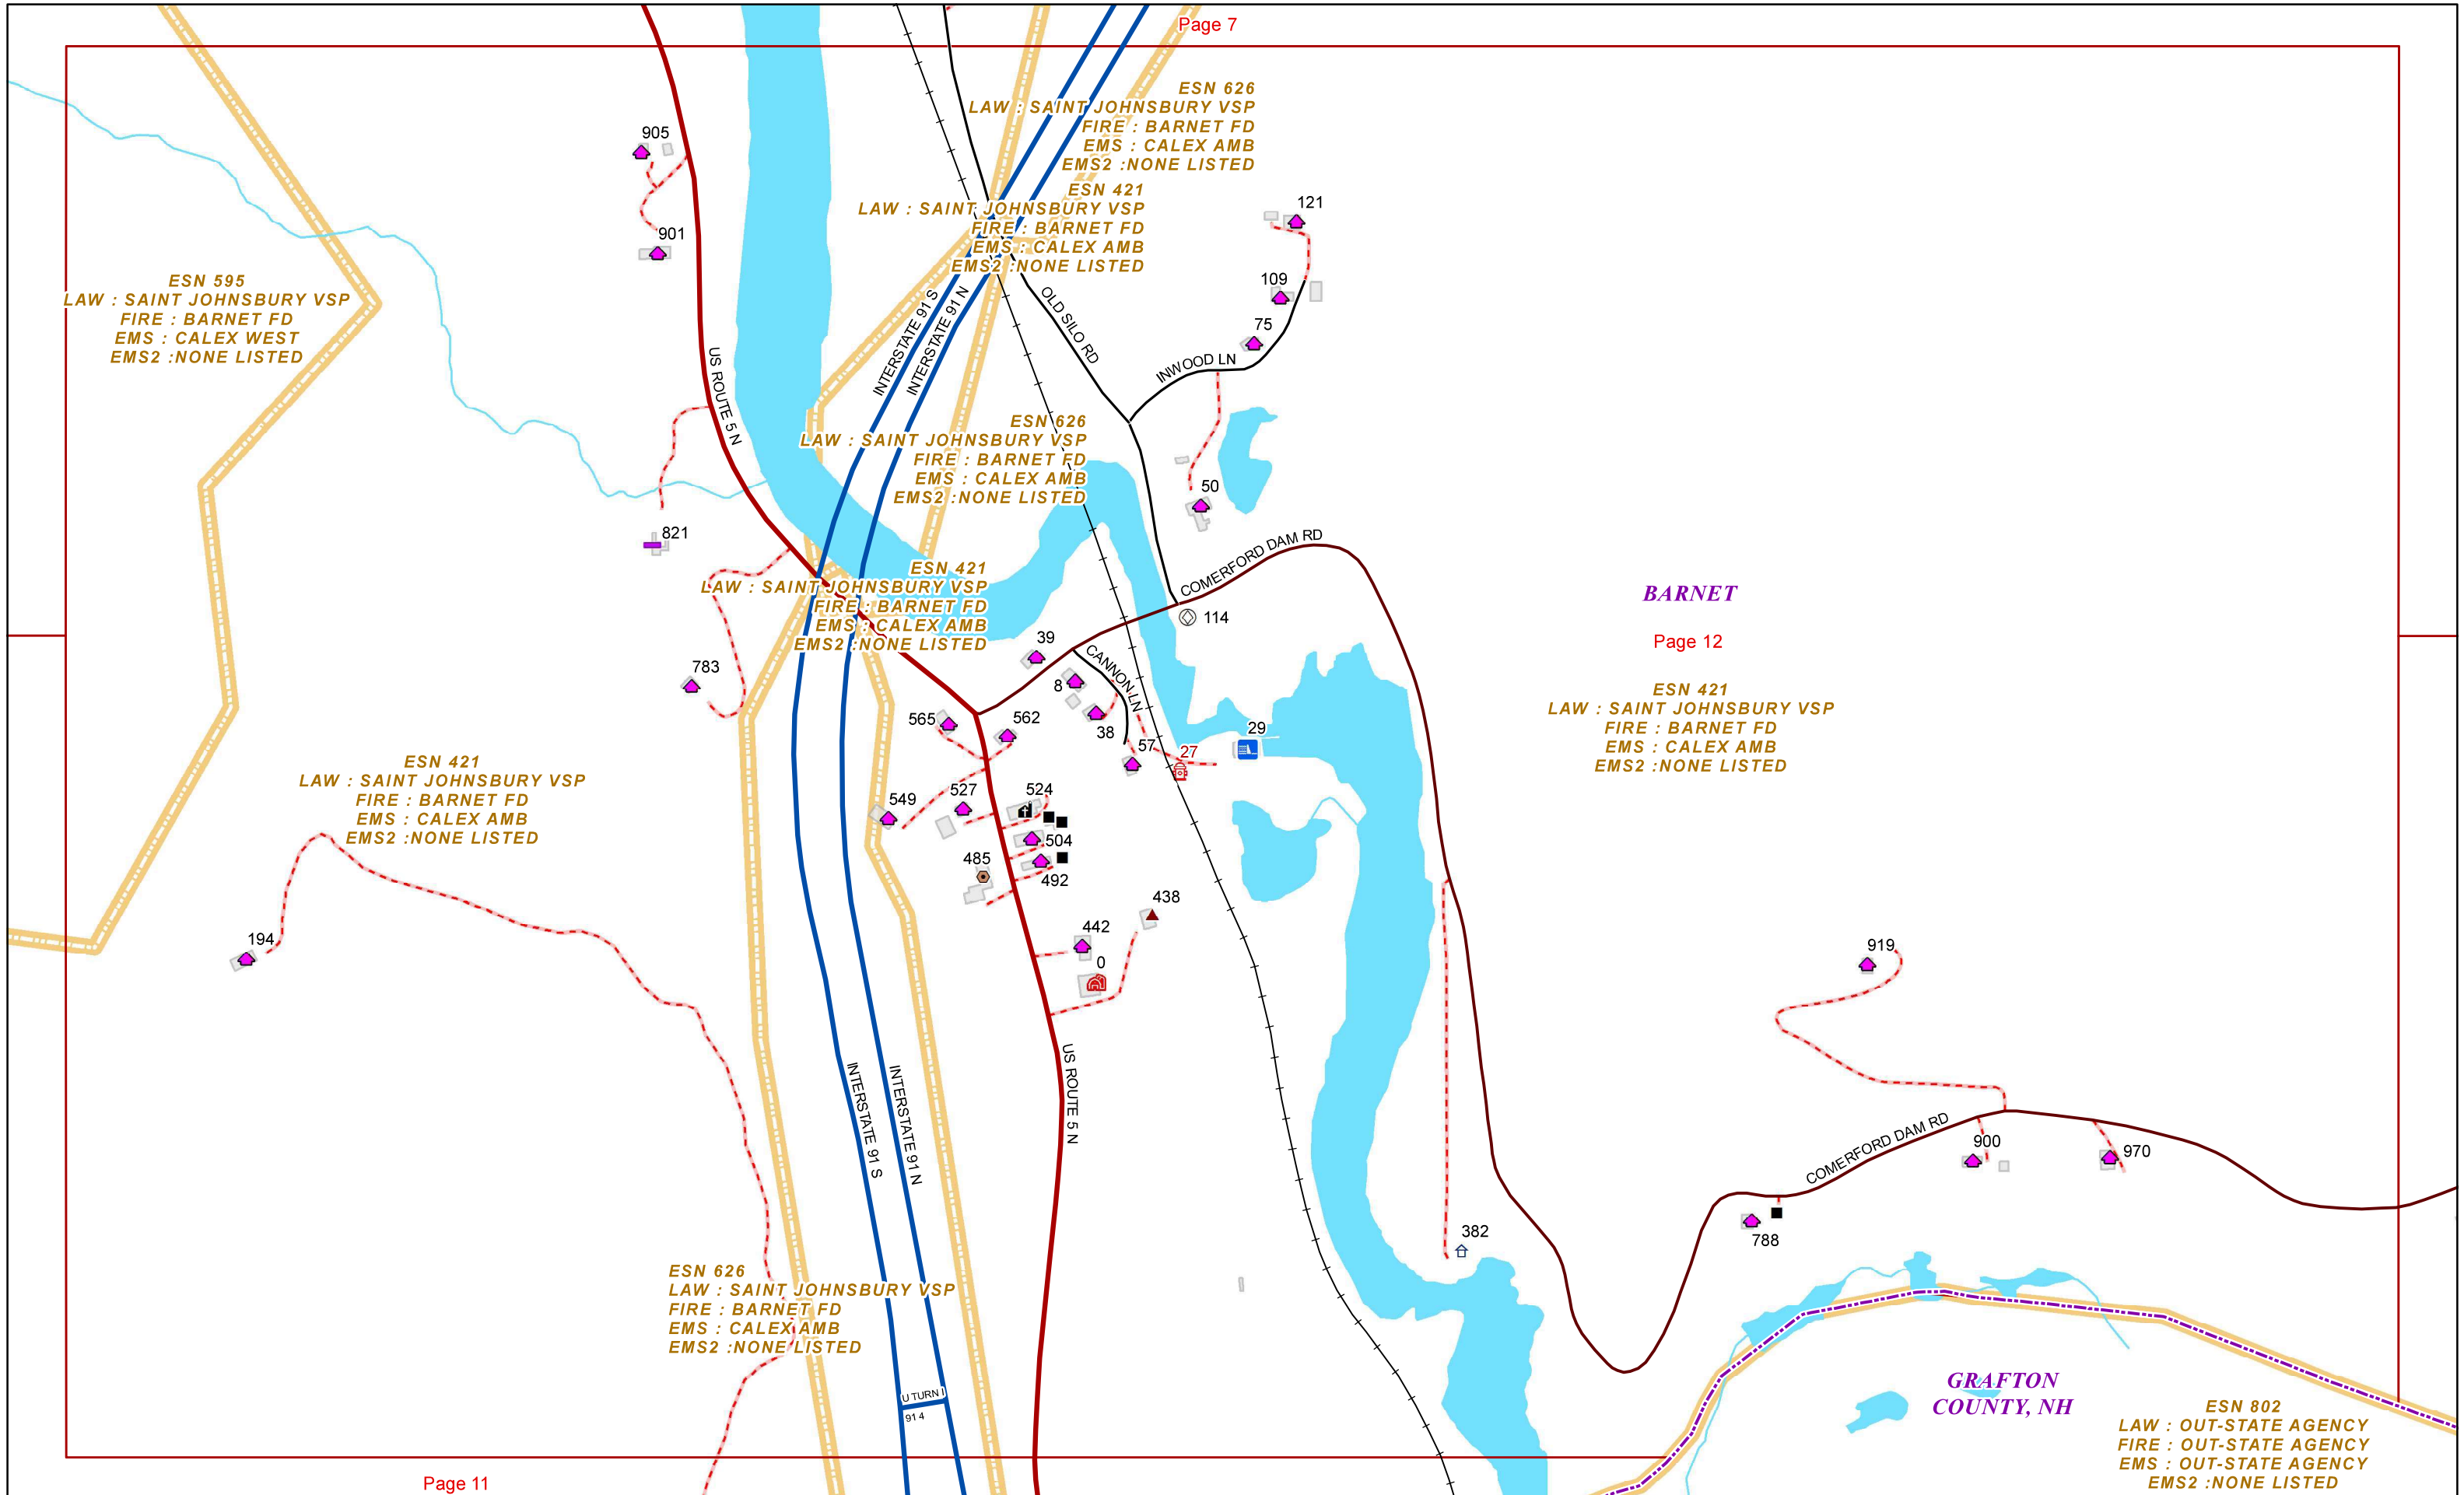 Page 7
ESN 626
LAW : SAINT JOHNSBURY VSP
FIRE : BARNET FD
EMS : CALEX AMB
EMS2 :NONE LISTED
905
901
ESN 421
LAW : SAINT JOHNSBURY VSP
FIRE : BARNET FD
EMS : CALEX AMB
EMS2 :NONE LISTED
121
109
75
ESN 595
LAW : SAINT JOHNSBURY VSP
FIRE : BARNET FD
EMS : CALEX WEST
EMS2 :NONE LISTED
INTERSTATE 91 S
INTERSTATE 91 N
OLD SILO RD
INWOOD LN
US ROUTE 5 N
ESN 626
LAW : SAINT JOHNSBURY VSP
FIRE : BARNET FD
EMS : CALEX AMB
EMS2 :NONE LISTED
50
821
COMERFORD DAM RD
ESN 421
LAW : SAINT JOHNSBURY VSP
FIRE : BARNET FD
EMS : CALEX AMB
EMS2 :NONE LISTED
114
BARNET
Page 12
39
CANNON LN
8
783
38
565
562
57
27
29
ESN 421
LAW : SAINT JOHNSBURY VSP
FIRE : BARNET FD
EMS : CALEX AMB
EMS2 :NONE LISTED
ESN 421
LAW : SAINT JOHNSBURY VSP
FIRE : BARNET FD
EMS : CALEX AMB
EMS2 :NONE LISTED
549
527
524
504
485
492
438
442
0
194
919
INTERSTATE 91 S
INTERSTATE 91 N
US ROUTE 5 N
COMERFORD DAM RD
900
970
382
788
ESN 626
LAW : SAINT JOHNSBURY VSP
FIRE : BARNET FD
EMS : CALEX AMB
EMS2 :NONE LISTED
U TURN I
91 4
GRAFTON
COUNTY, NH
ESN 802
LAW : OUT-STATE AGENCY
FIRE : OUT-STATE AGENCY
EMS : OUT-STATE AGENCY
EMS2 :NONE LISTED
Page 11